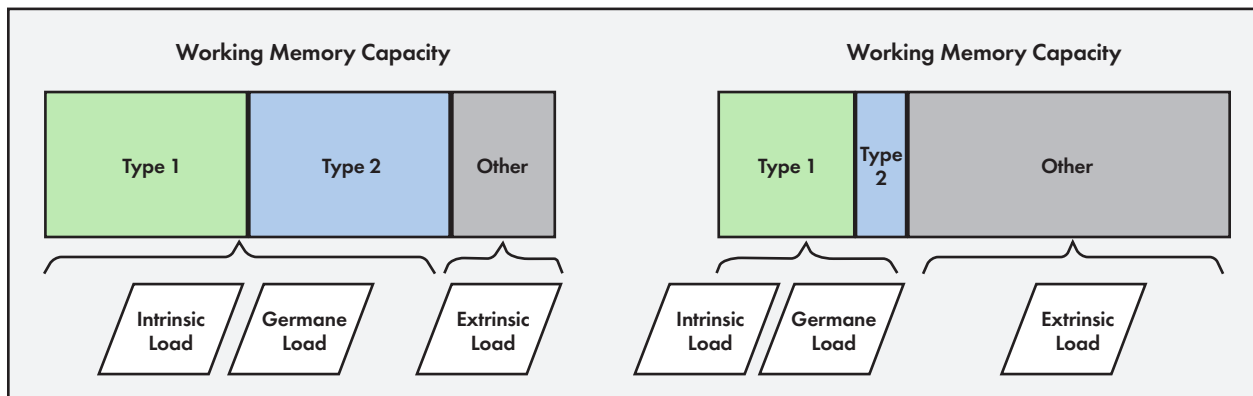 Working Memory Capacity
Type 1
Type 2
Other
Intrinsic
Load
Germane
Load
Extrinsic
Load
Working Memory Capacity
Type 1
Type
2
Other
Intrinsic
Load
Germane
Load
Extrinsic
Load